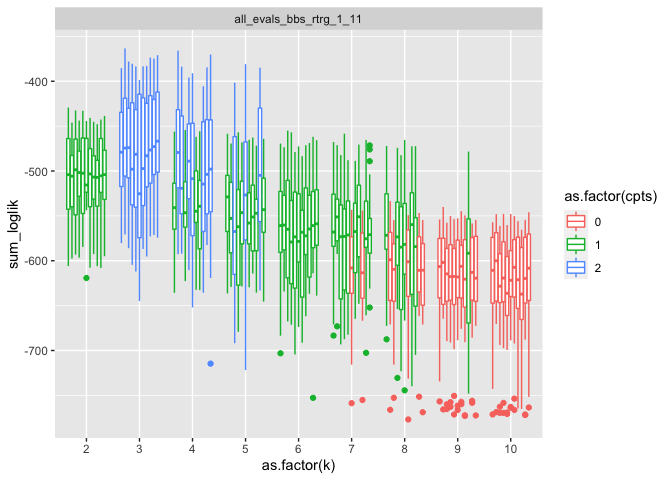 all_evals_bbs_rtrg_1_11
-400
-500
-600
-700
sum_loglik
2 3 4 5 6 7 8 9 10
as.factor(k)
as.factor(cpts)
0
1
2